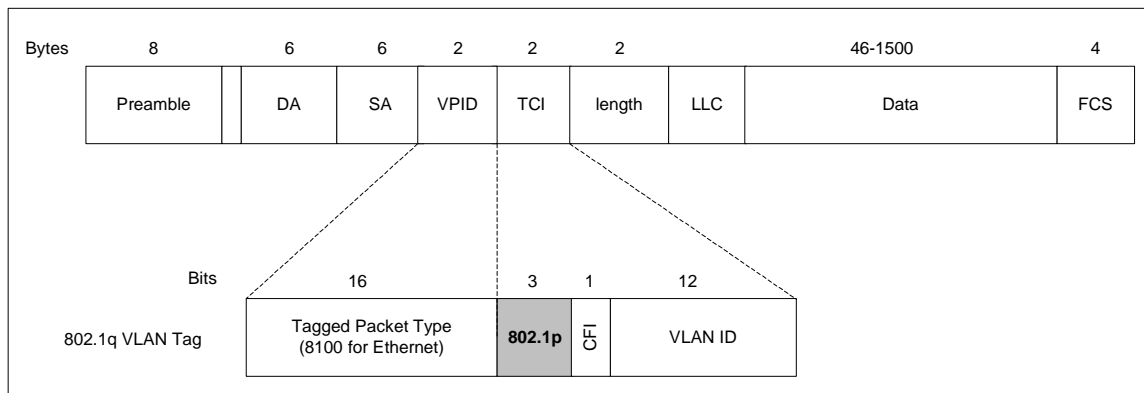 Bytes 8 6 6 2 2 2 46-1500 4
Preamble DA SA VPID TCI length LLC Data FCS
Bits 16 3 1 12
802.1q VLAN Tag
Tagged Packet Type
(8100 for Ethernet)
802.1p
CFI
VLAN ID